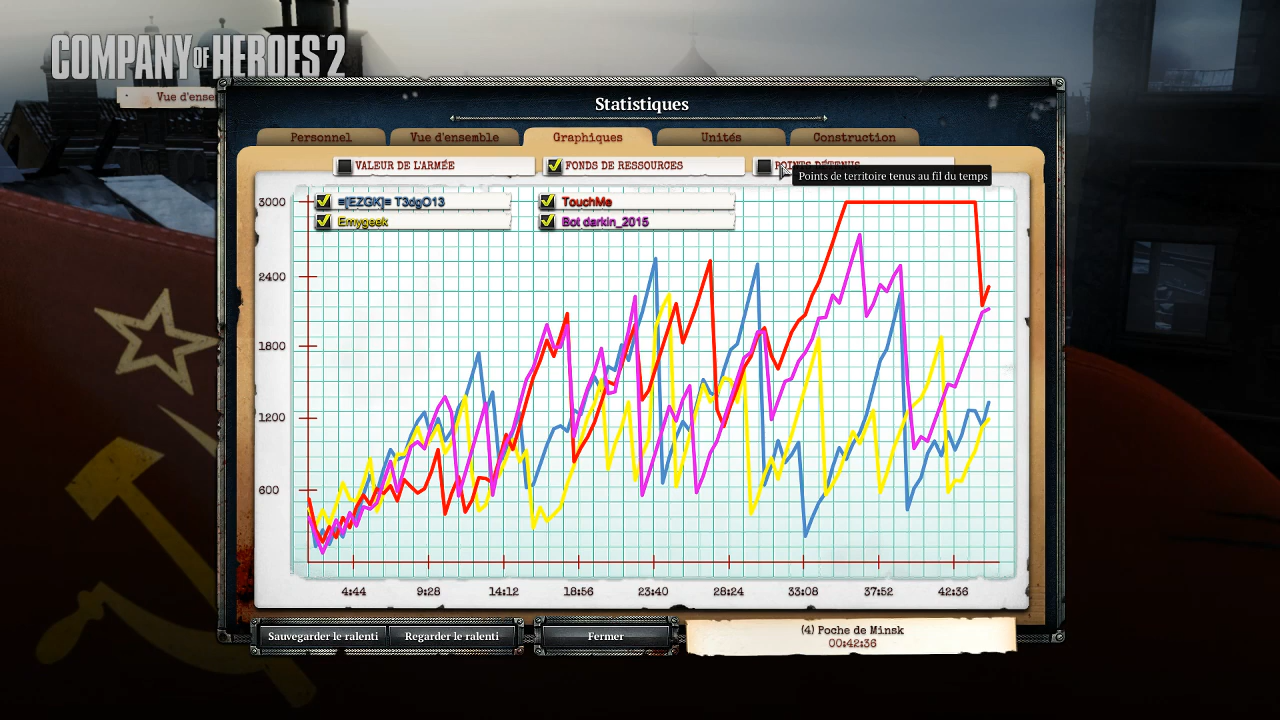 COMPANY OF HEROES 2
Vue d'ense
Statistiques
Personnel Vue d'ensemble Graphiques Unités Construction
VALEUR DE L'ARMÉE FONDS DE RESSOURCES POINTS DÉTENUS
Points de territoire tenus au fil du temps
=[EZGK]= T3dgO13 TouchMe
Emygeek Bot darkin_2015
3000
2400
1800
1200
600
4:44 9:28 14:12 18:56 23:40 28:24 33:08 37:52 42:36
Sauvegarder le ralenti Regarder le ralenti Fermer
(4) Poche de Minsk
00:42:36